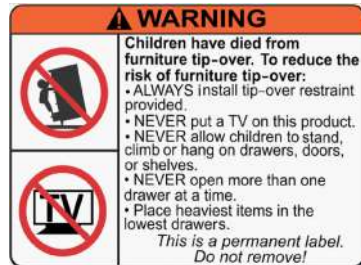 WARNING
Children have died from
furniture tip-over. To reduce the
risk of furniture tip-over:
• ALWAYS install tip-over restraint
provided.
• NEVER put a TV on this product.
• NEVER allow children to stand,
climb or hang on drawers, doors,
or shelves.
• NEVER open more than one
drawer at a time.
• Place heaviest items in the
lowest drawers.
This is a permanent label.
Do not remove!
TV